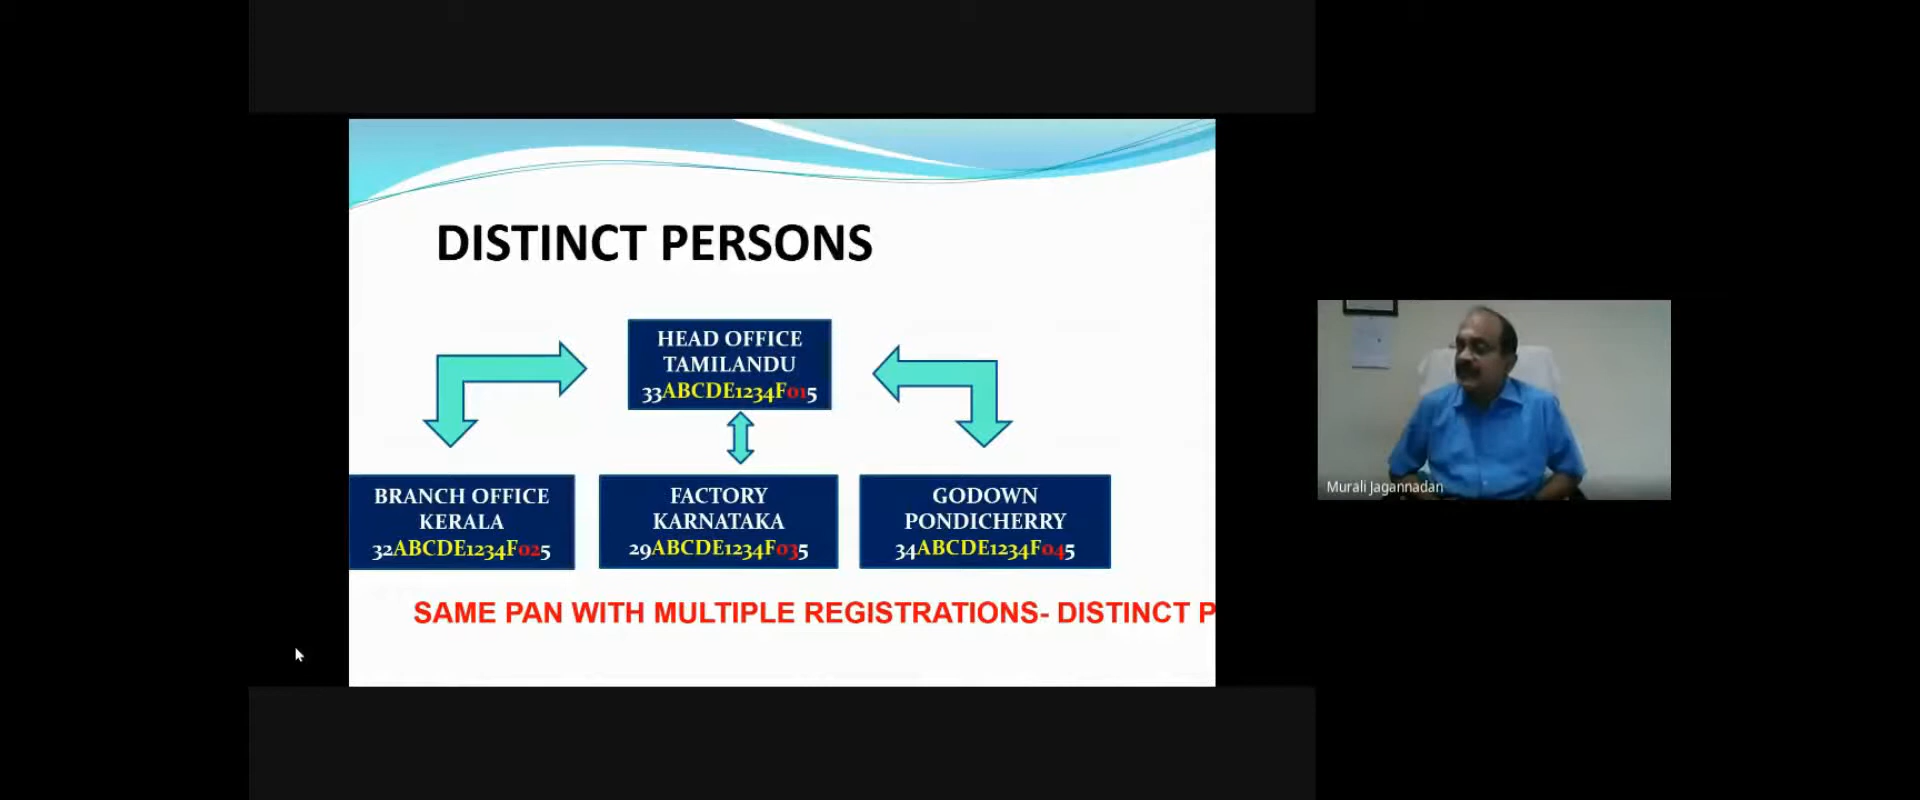 DISTINCT PERSONS
HEAD OFFICE
TAMILANDU
33ABCDE1234F015
BRANCH OFFICE
KERALA
32ABCDE1234F025
FACTORY
KARNATAKA
29ABCDE1234F035
GODOWN
PONDICHERRY
34ABCDE1234F045
SAME PAN WITH MULTIPLE REGISTRATIONS- DISTINCT P
Murali Jagannadan